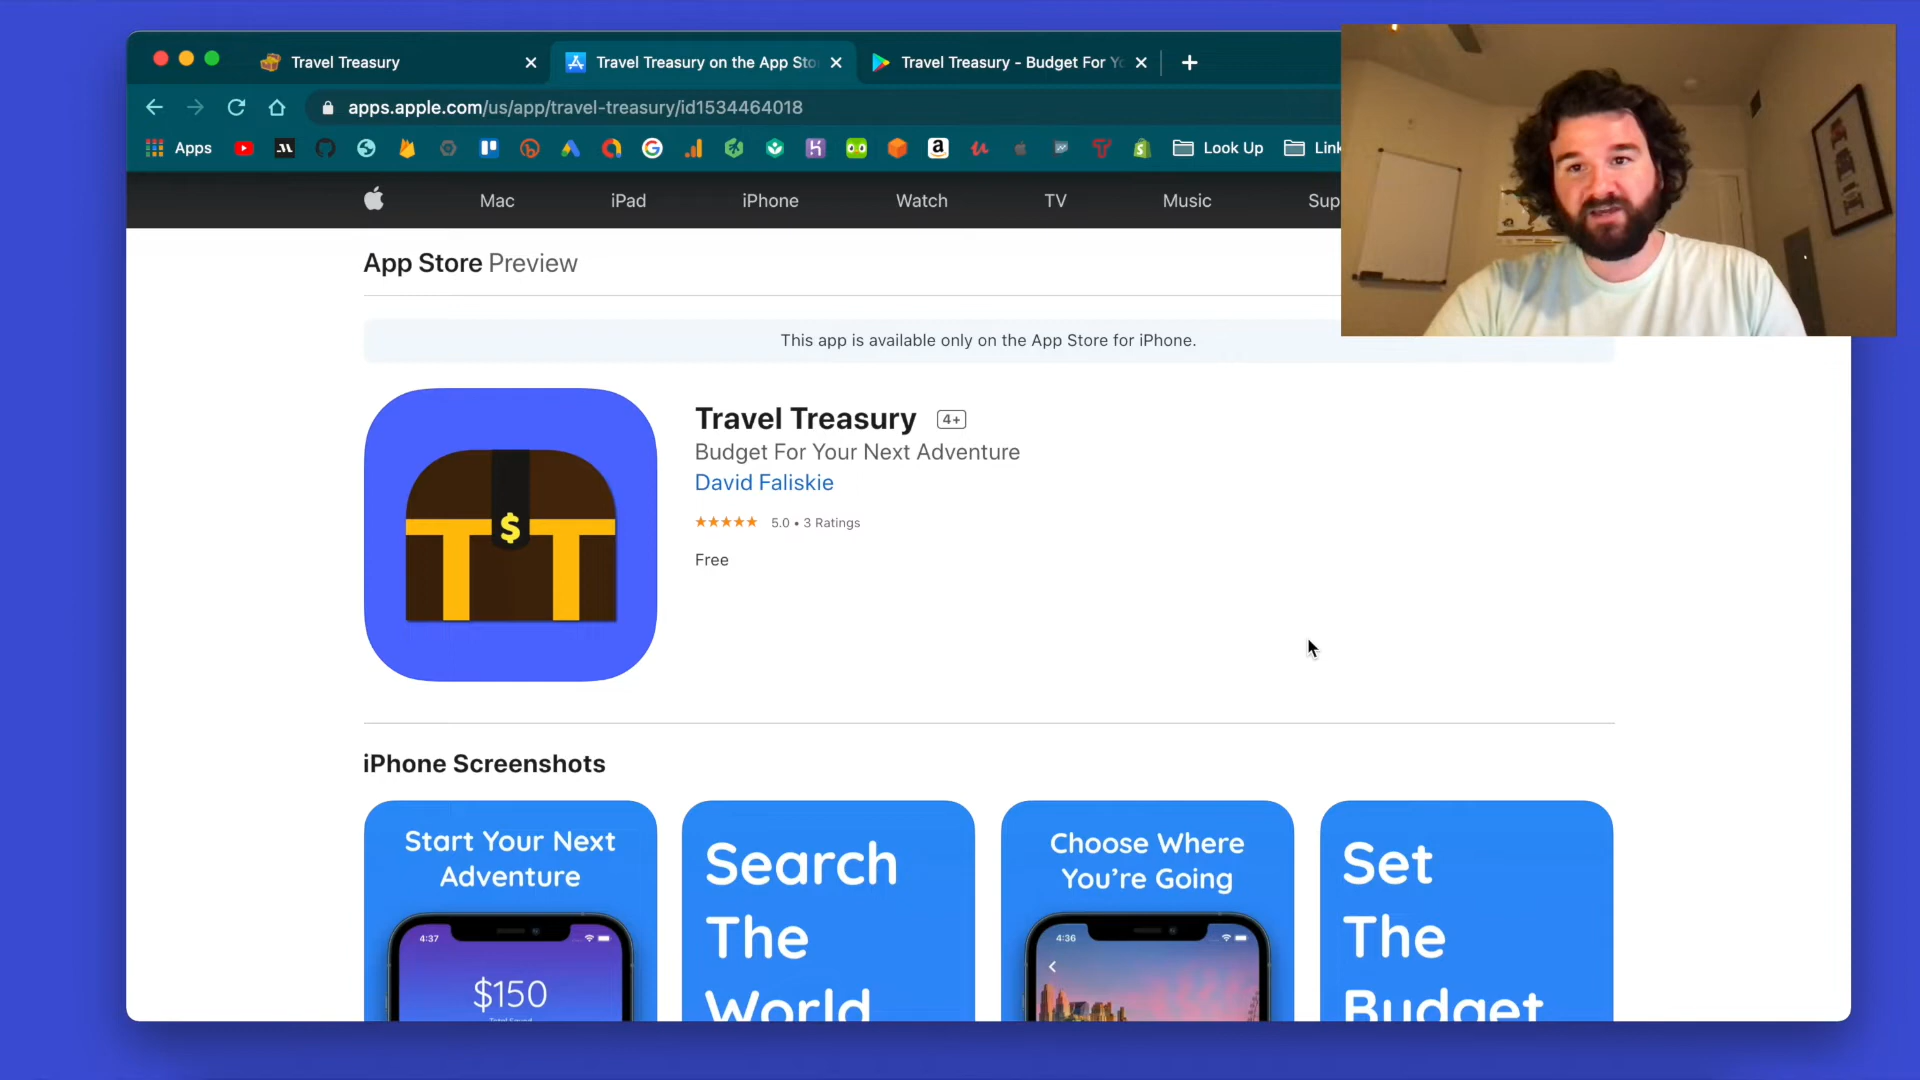 Travel Treasury
Travel Treasury on the App Sto
Travel Treasury - Budget For Yo
apps.apple.com/us/app/travel-treasury/id1534464018
Apps
Look Up
Link
Mac
iPad
iPhone
Watch
TV
Music
Sup
App Store Preview
This app is available only on the App Store for iPhone.
Travel Treasury 4+
Budget For Your Next Adventure
David Faliskie
5.0 • 3 Ratings
Free
$
iPhone Screenshots
Start Your Next
Adventure
4:37
$150
Total Saved
Search
The
World
Choose Where
You're Going
4:36
Set
The
Budget